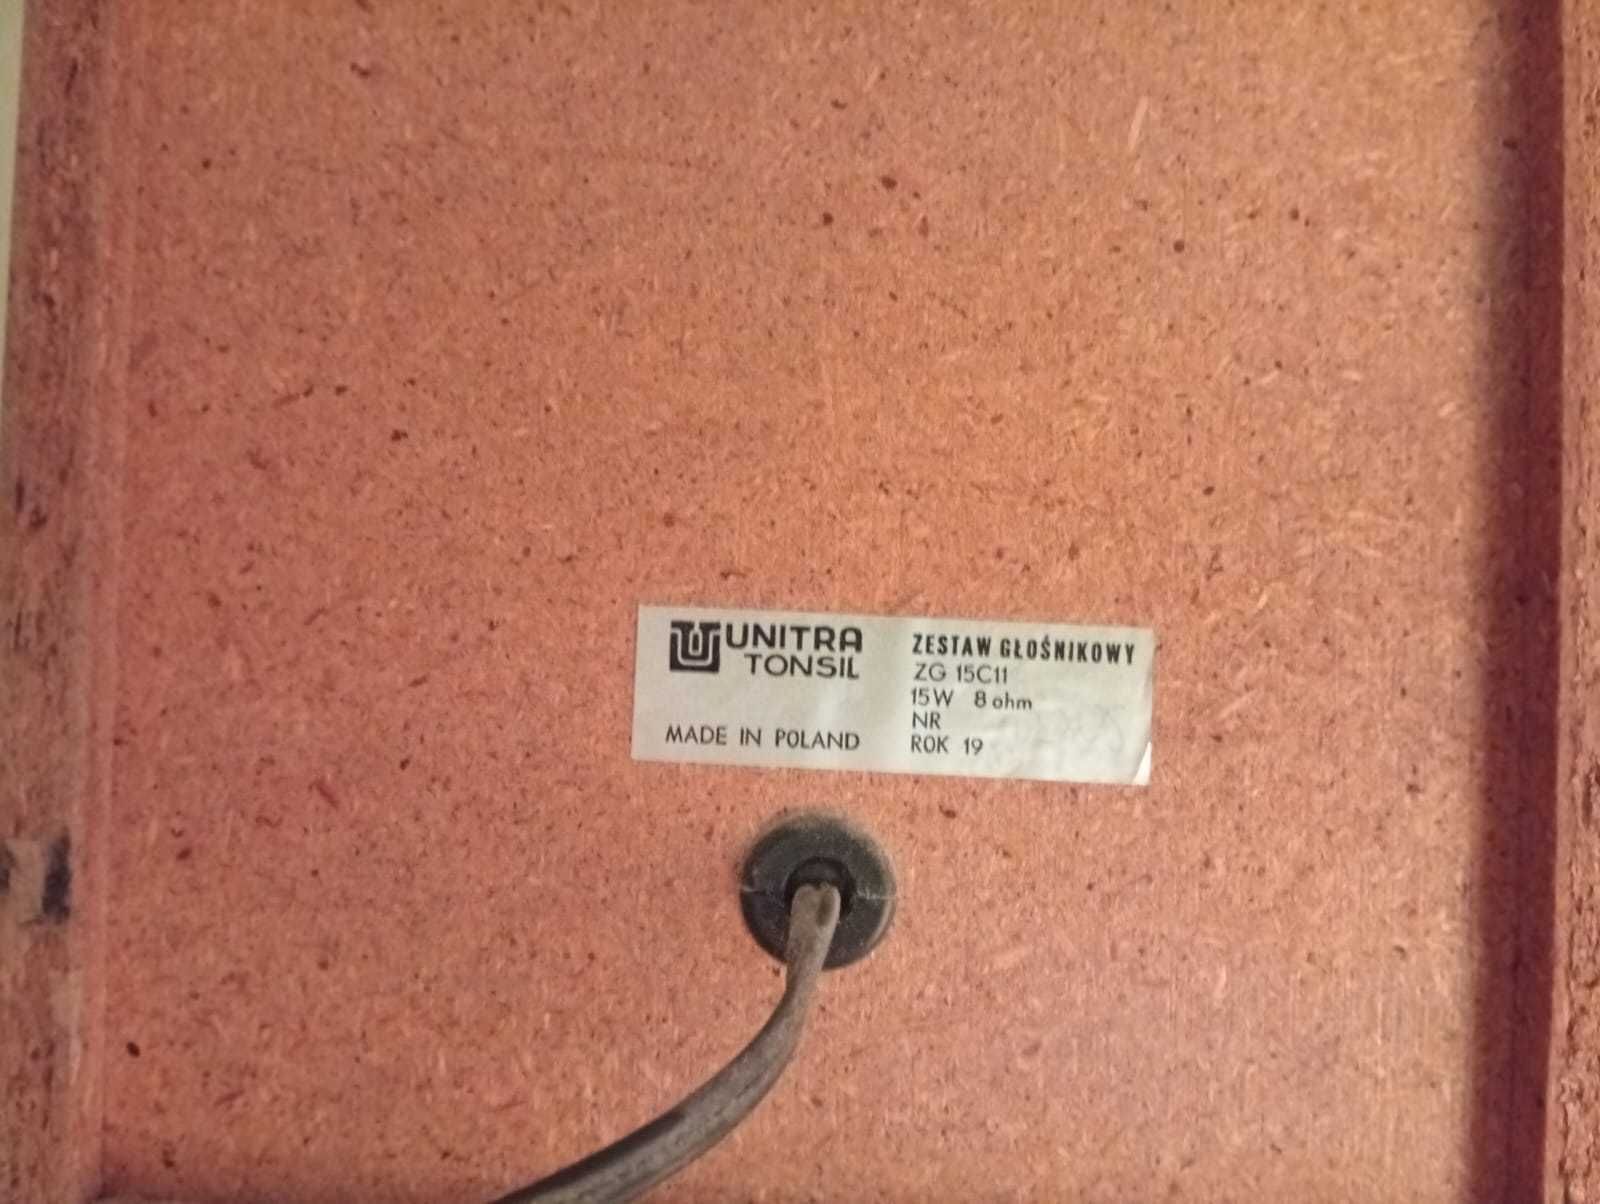 UNITRA
TONSIL
MADE IN POLAND
ZESTAW GŁOŚNIKOWY
ZG 15C11
15W 8 ohm
NR
ROK 19